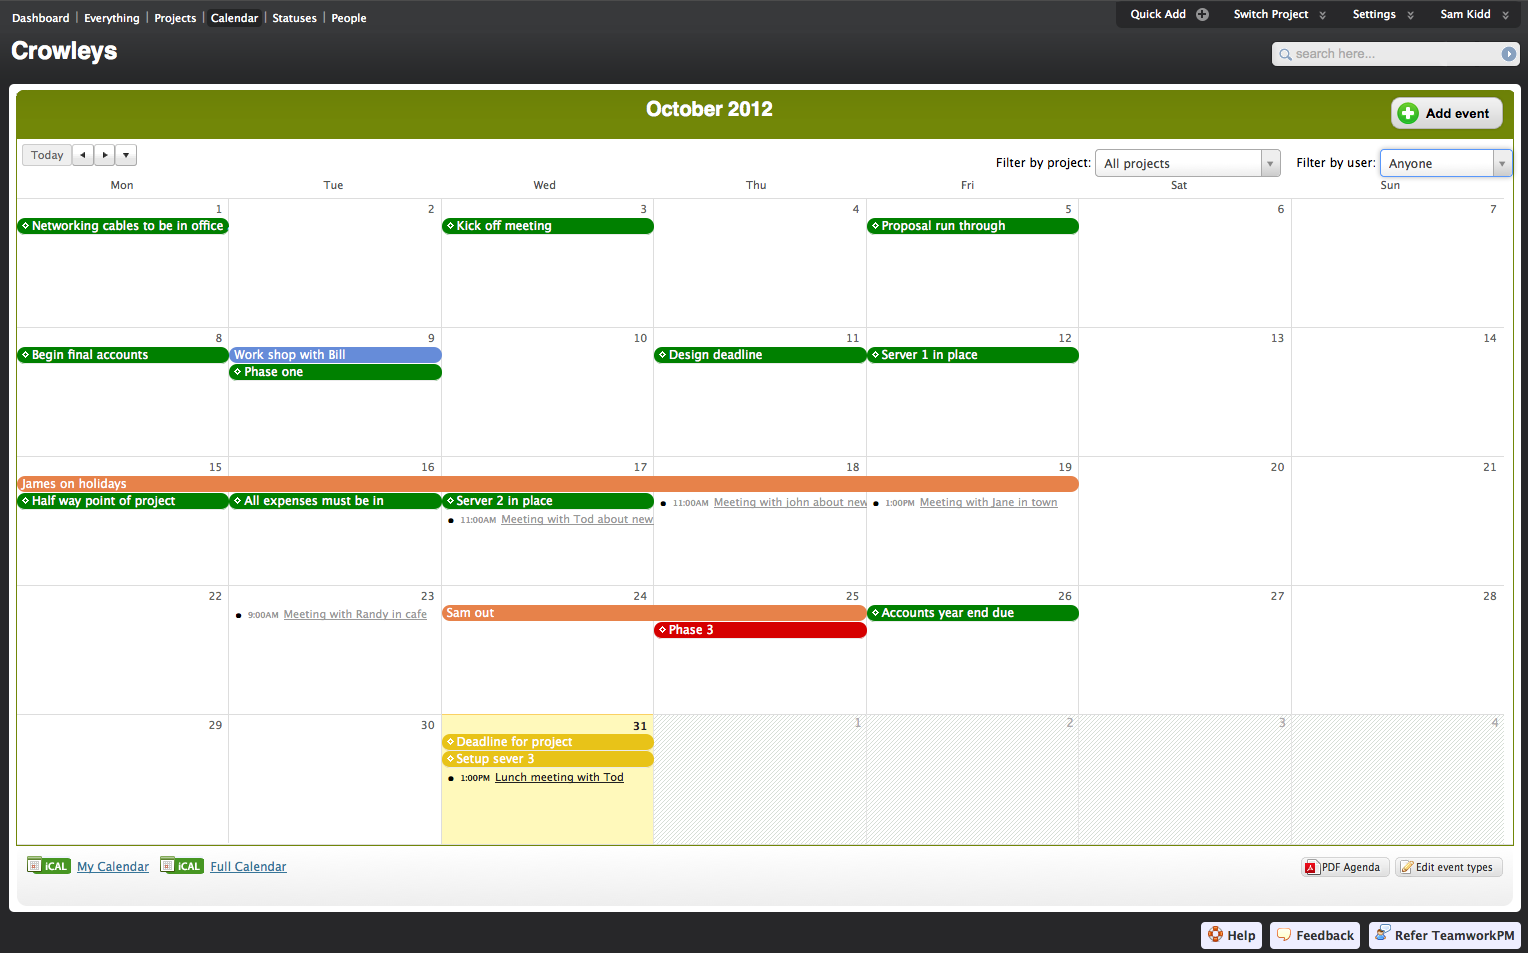 Dashboard | Everything | Projects | Calendar | Statuses | People
Quick Add Switch Project Settings Sam Kidd
Crowleys
search here...
October 2012
Add event
Today
Filter by project: All projects Filter by user: Anyone
Mon Tue Wed Thu Fri Sat Sun
1 2 3 4 5 6 7
Networking cables to be in office Kick off meeting Proposal run through
8 9 10 11 12 13 14
Begin final accounts Work shop with Bill Design deadline Server 1 in place
Phase one
15 16 17 18 19 20 21
James on holidays
Half way point of project All expenses must be in Server 2 in place 11:00AM Meeting with john about new 1:00PM Meeting with Jane in town
11:00AM Meeting with Tod about new
22 23 24 25 26 27 28
9:00AM Meeting with Randy in cafe Sam out Accounts year end due
Phase 3
29 30 31 1 2 3 4
Deadline for project
Setup sever 3
1:00PM Lunch meeting with Tod
iCAL My Calendar iCAL Full Calendar
PDF Agenda Edit event types
Help Feedback Refer TeamworkPM